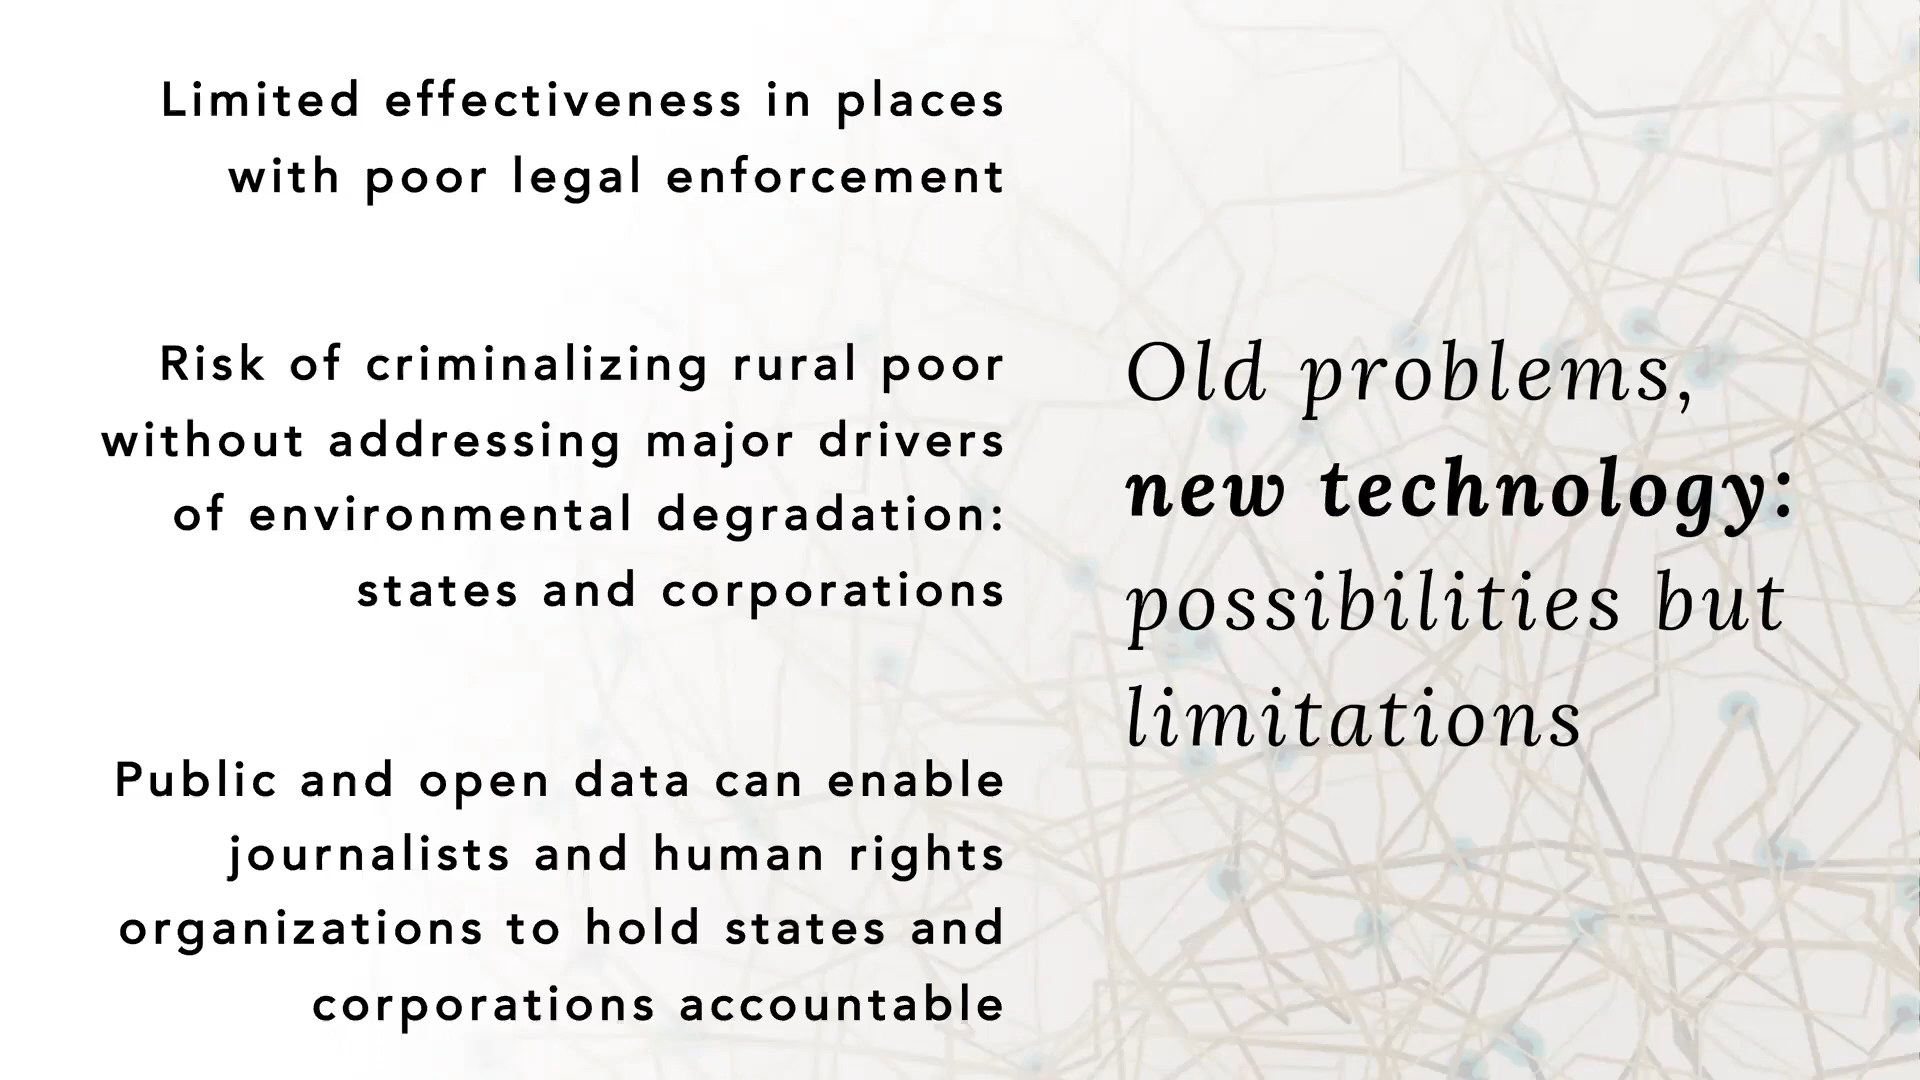 Limited effectiveness in places
with poor legal enforcement
Risk of criminalizing rural poor
without addressing major drivers
of environmental degradation:
states and corporations
Public and open data can enable
journalists and human rights
organizations to hold states and
corporations accountable
Old problems,
new technology:
possibilities but
limitations